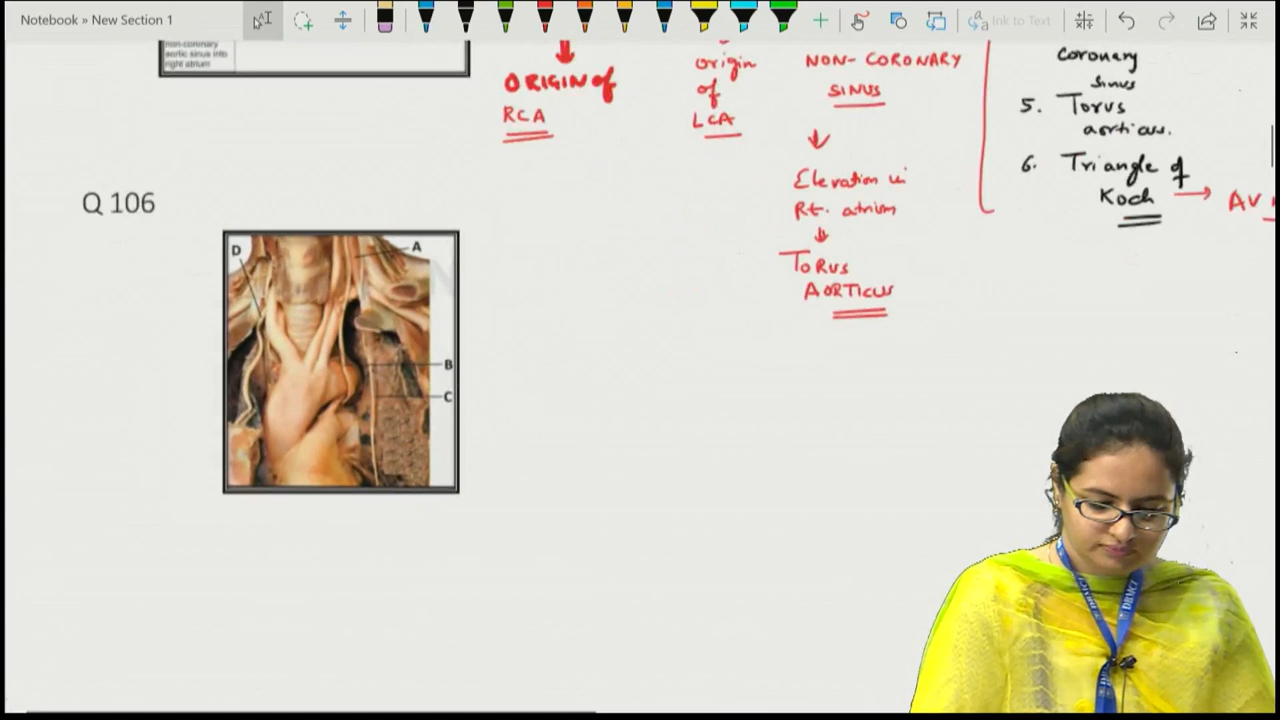 Notebook » New Section 1
Ink to Text
non-coronary
aortic sinus into
right atrium
ORIGIN of
RCA
origin
of
LCA
NON-CORONARY
SINUS
Elevation in
Rt. atrium
TORUS
AORTICUS
coronary
sinus
5. Torus
aorticus.
6. Triangle of
Koch → AV
Q 106
D
A
B
C
DBMCI